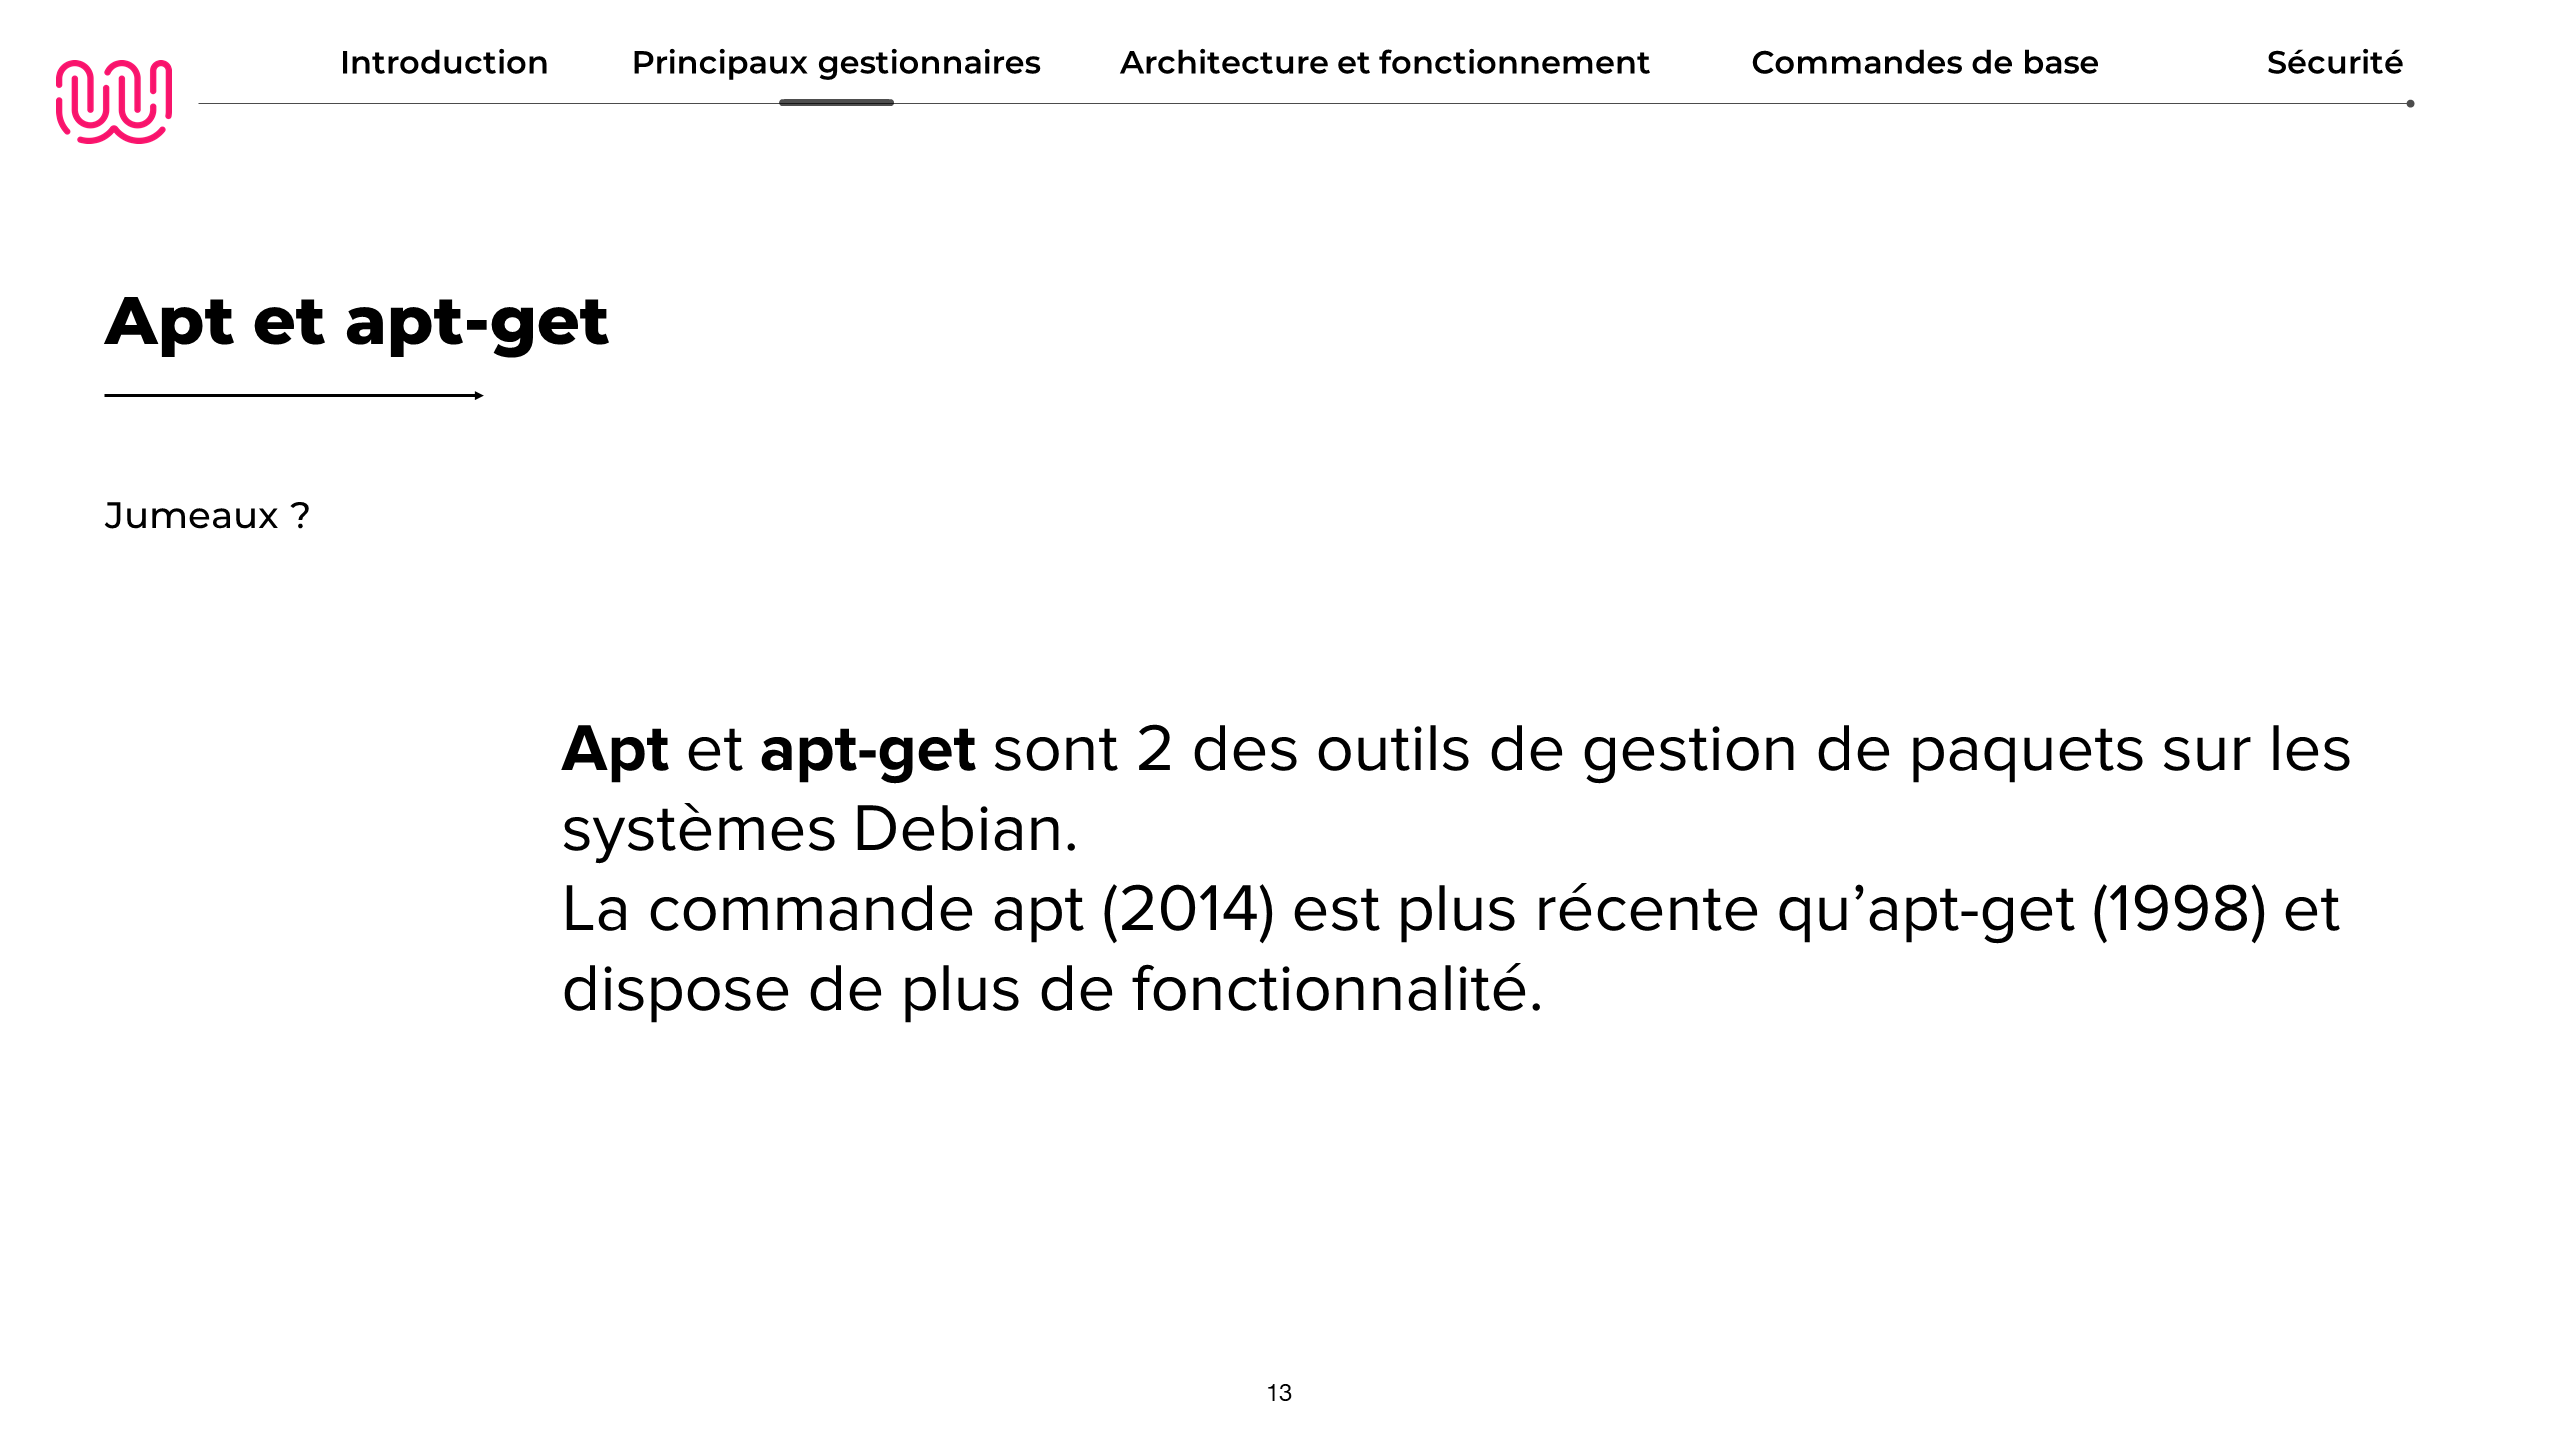 Introduction
Principaux gestionnaires
Architecture et fonctionnement
Commandes de base
Sécurité
Apt et apt-get
Jumeaux ?
Apt et apt-get sont 2 des outils de gestion de paquets sur les
systèmes Debian.
La commande apt (2014) est plus récente qu’apt-get (1998) et
dispose de plus de fonctionnalité.
13